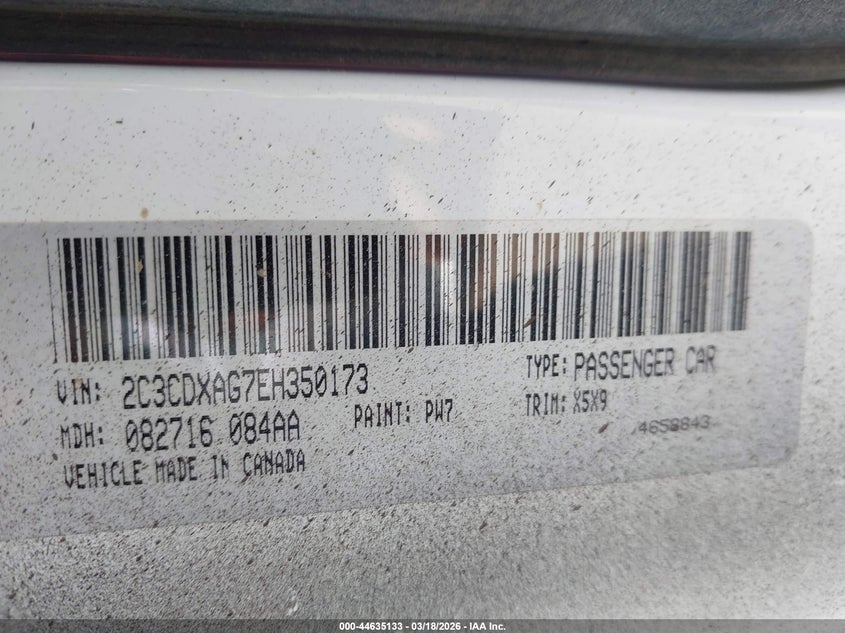 VIN: 2C3CDXAG7EH350173
TYPE: PASSENGER CAR
MDH: 082716 084AA
PAINT: PW7
TRIM: X5X9
VEHICLE MADE IN CANADA
4658843
000-44635133 — 03/18/2026 — IAA Inc.